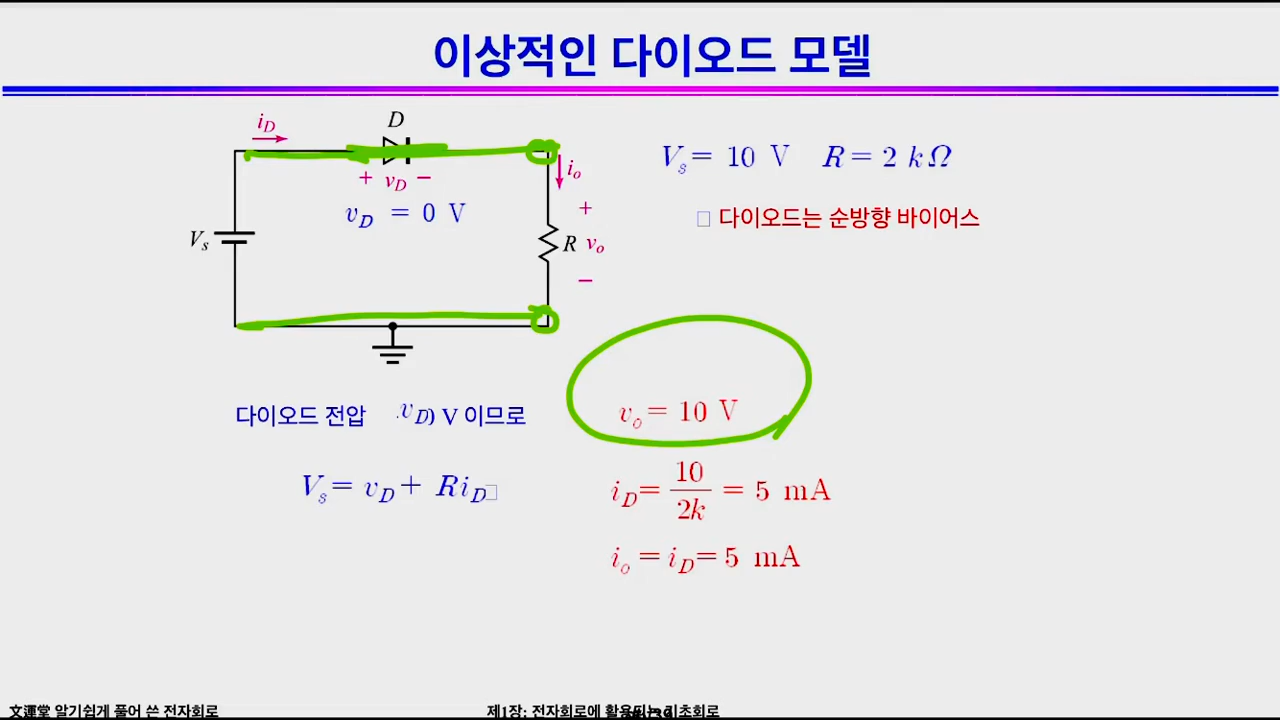 이상적인 다이오드 모델
i_D
D
+ v_D −
v_D = 0 V
V_s
i_o
+
R v_o
−
V_s = 10 V R = 2 kΩ
□ 다이오드는 순방향 바이어스
다이오드 전압 v_D) V 이므로
v_o = 10 V
V_s = v_D + Ri_D□
i_D = 10/2k = 5 mA
i_o = i_D = 5 mA
文運堂 알기쉽게 풀어 쓴 전자회로
제1장: 전자회로에 활용되는 기초회로